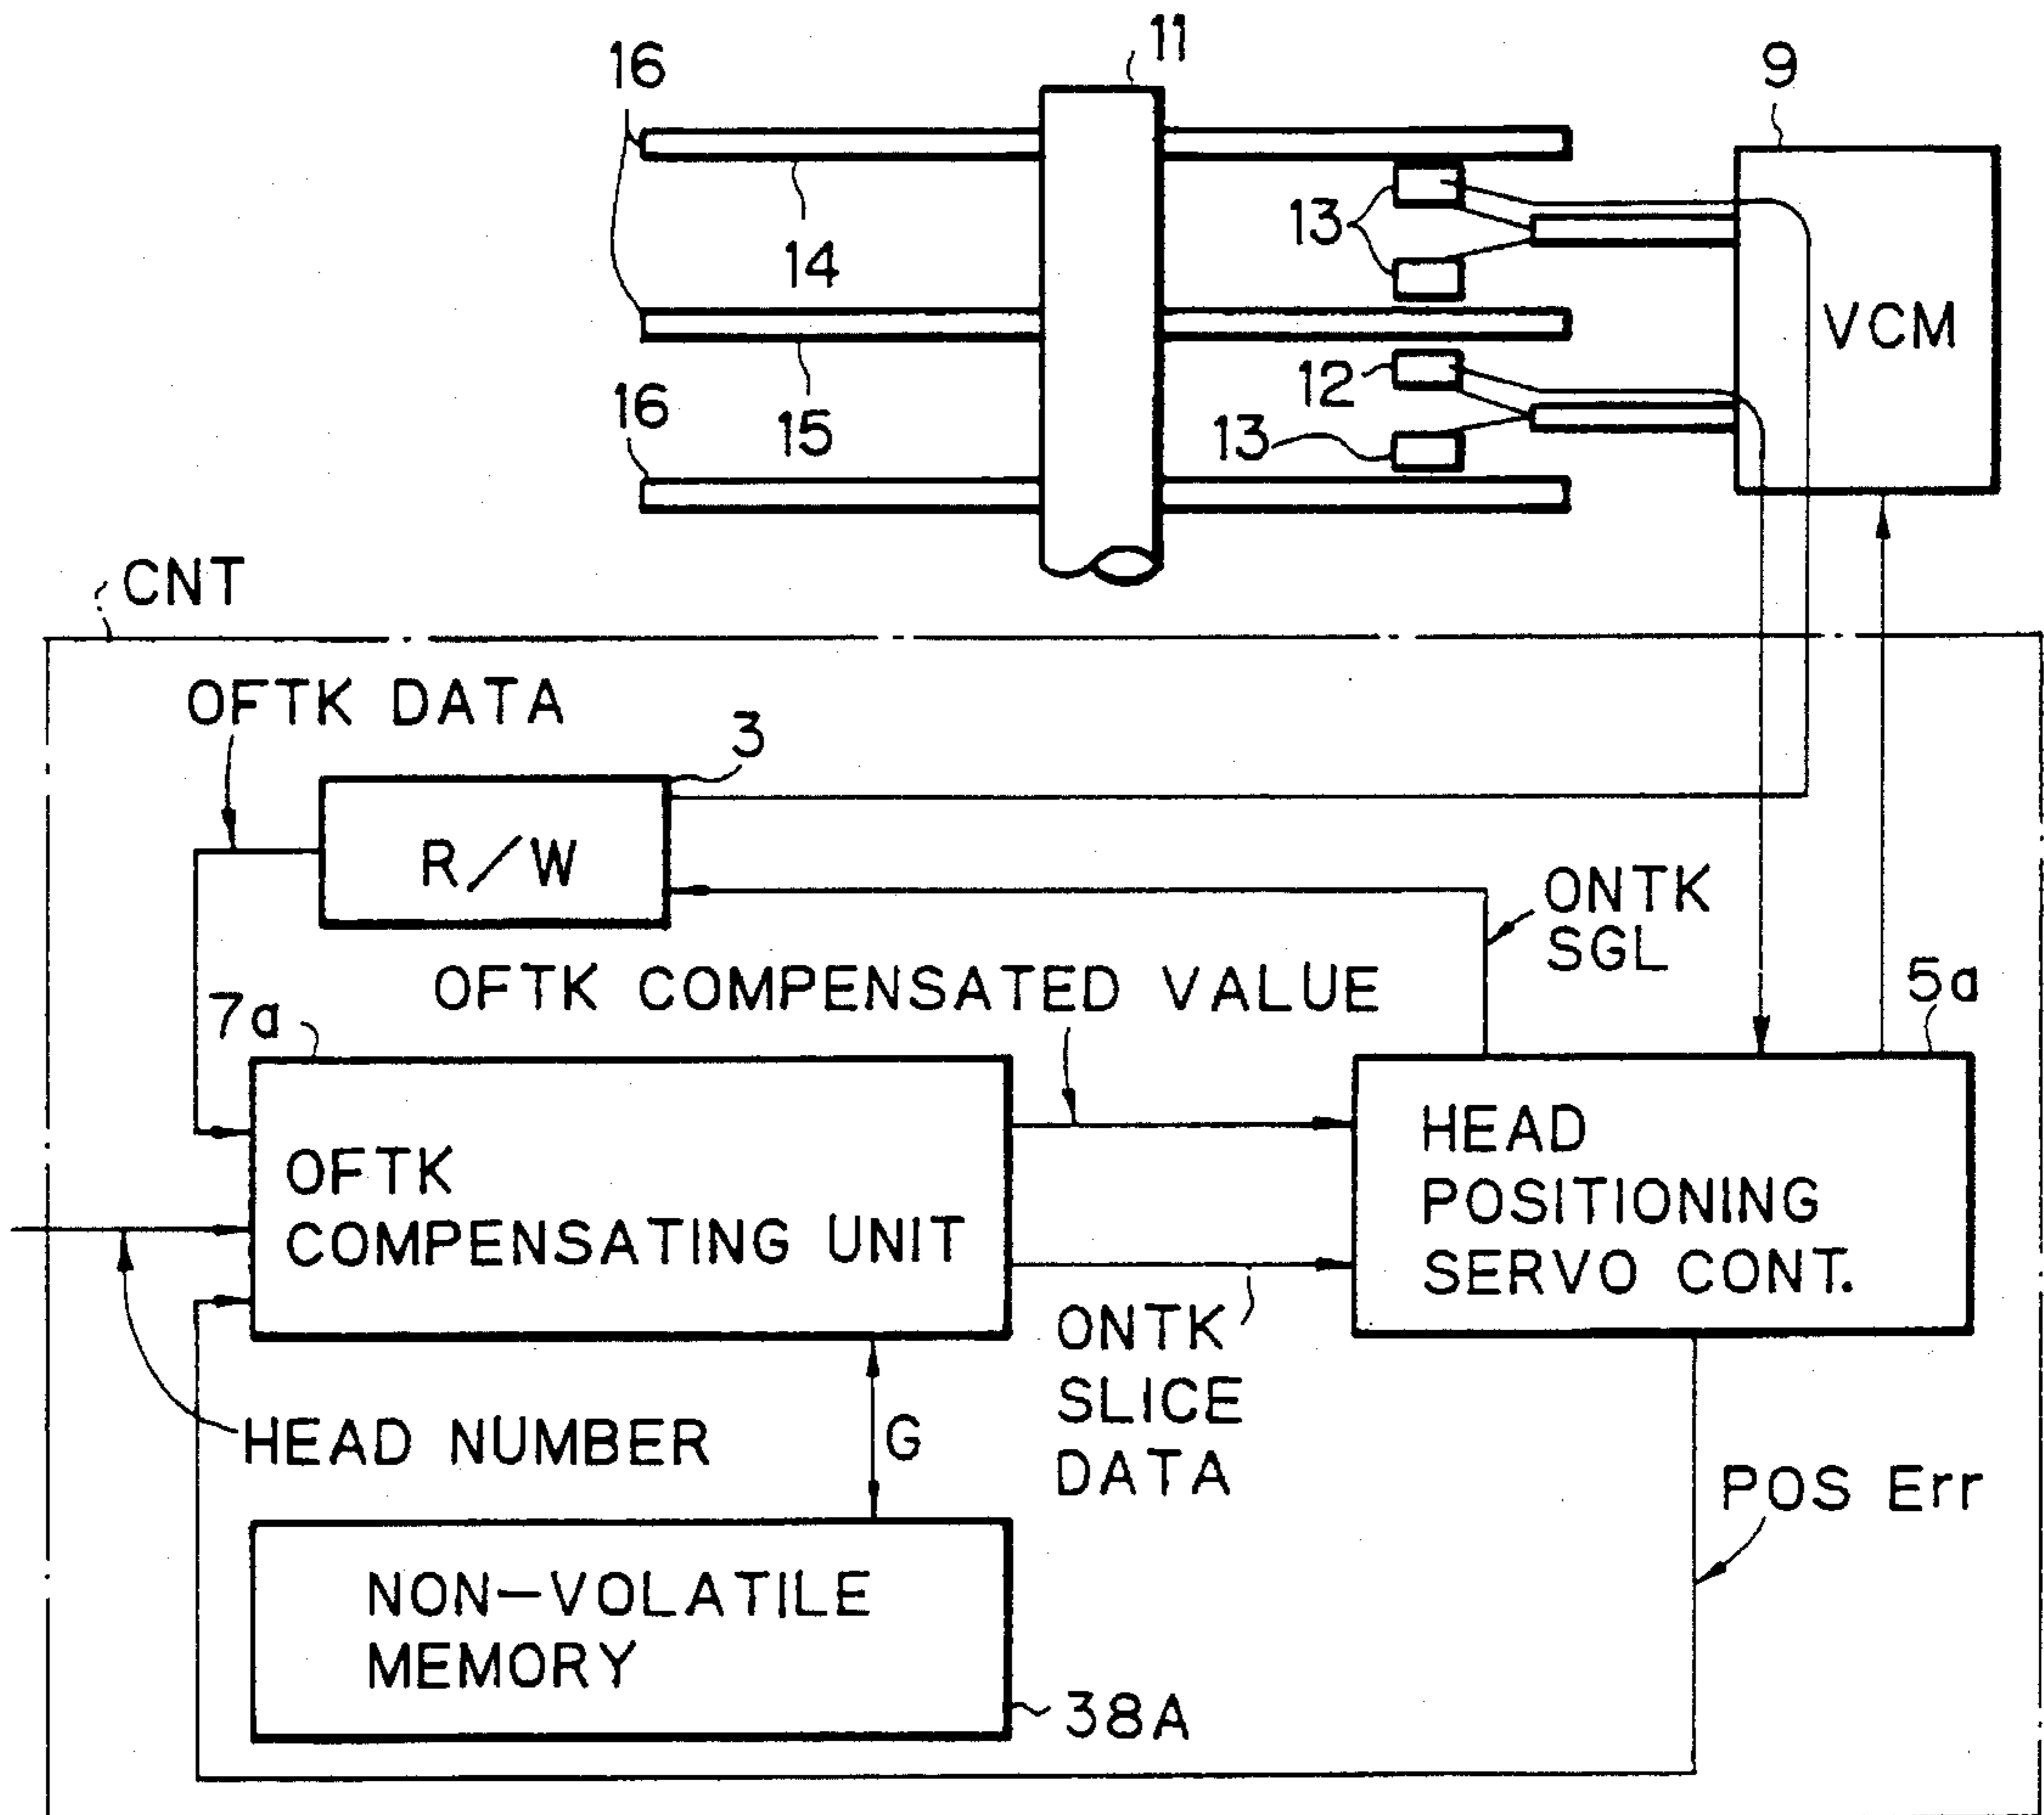 11
16
9
13
14
VCM
12
16
15
13
CNT
OFTK DATA
3
R/W
ONTK
SGL
OFTK COMPENSATED VALUE
5a
7a
HEAD
POSITIONING
SERVO CONT.
OFTK
COMPENSATING UNIT
ONTK
SLICE
DATA
HEAD NUMBER
G
POS Err
NON-VOLATILE
MEMORY
38A